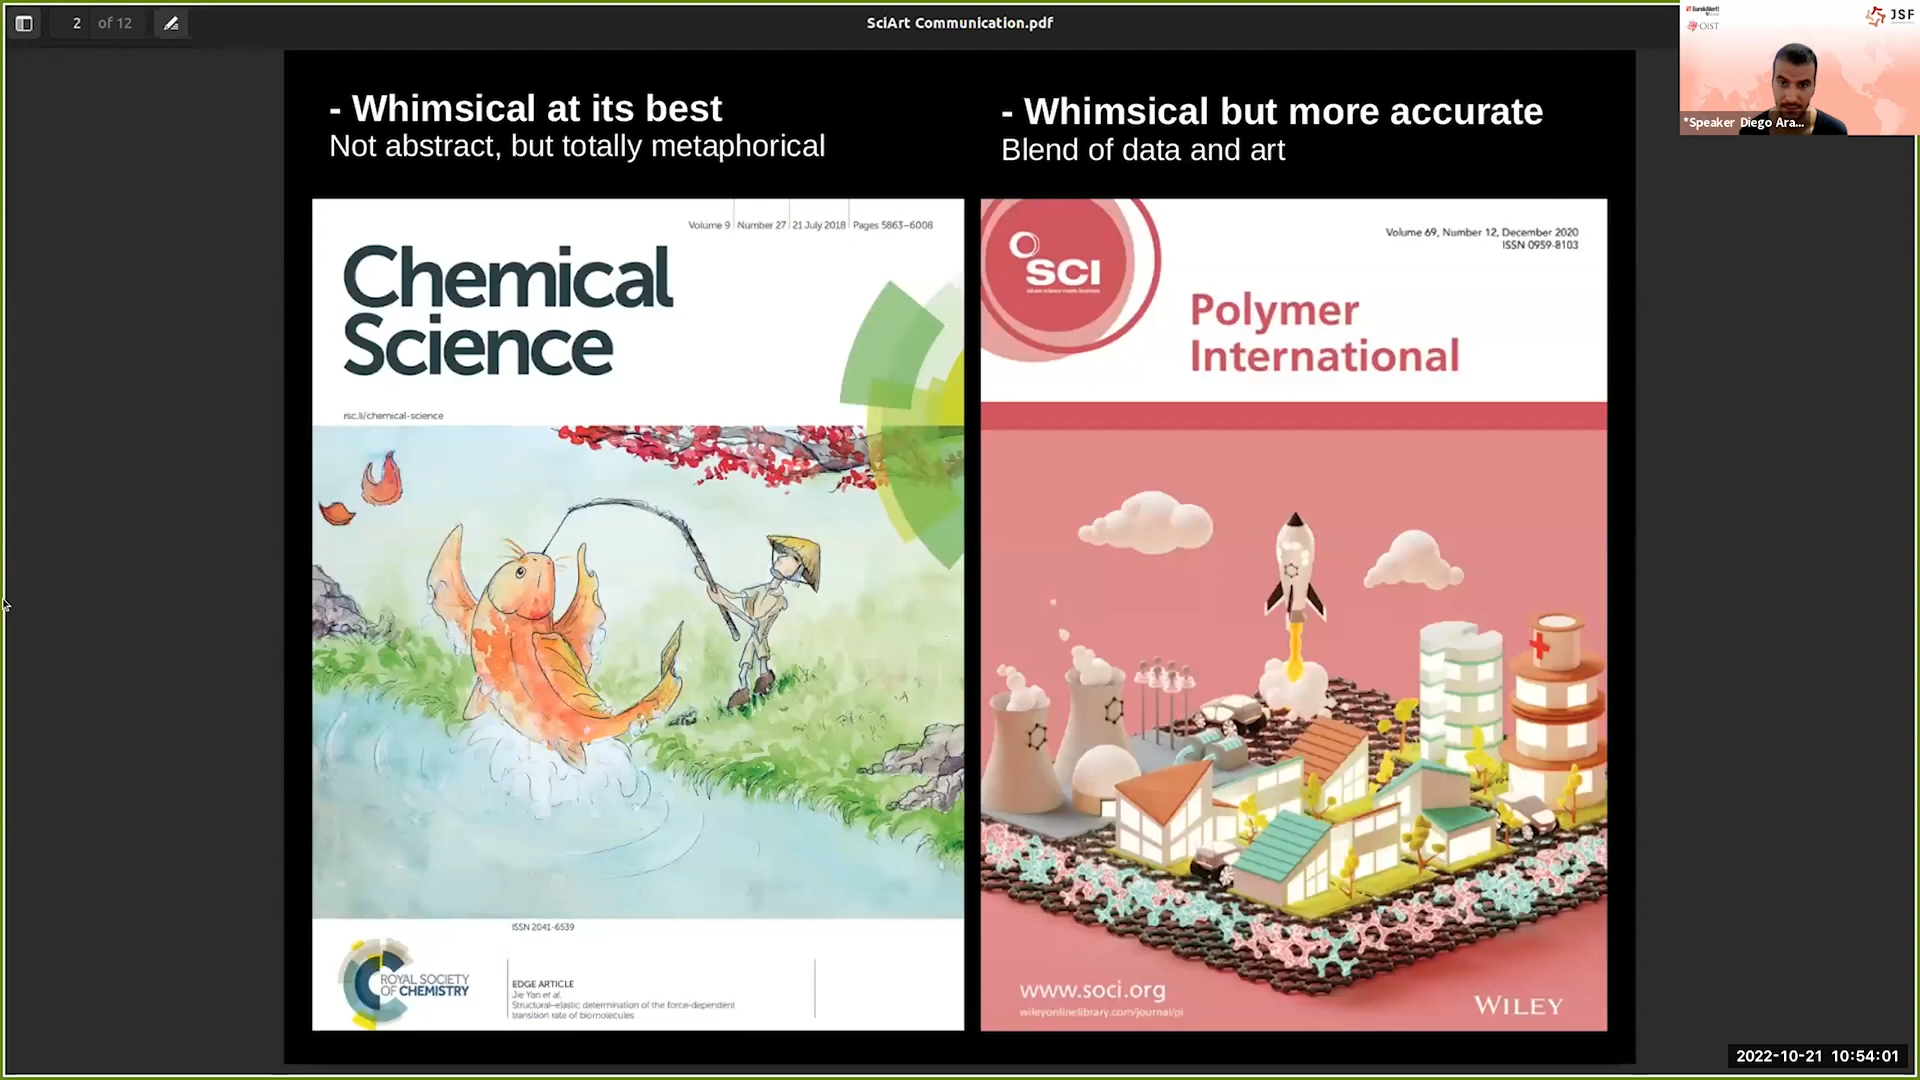 2 of 12
SciArt Communication.pdf
EurekAlert!
OIST
JSF
*Speaker Diego Ara...
- Whimsical at its best
Not abstract, but totally metaphorical
- Whimsical but more accurate
Blend of data and art
Volume 9 Number 27 21 July 2018 Pages 5863–6008
Chemical
Science
rsc.li/chemical-science
ISSN 2041-6539
ROYAL SOCIETY
OF CHEMISTRY
EDGE ARTICLE
Jie Yan et al.
Structural–elastic determination of the force-dependent
transition rate of biomolecules
SCI
where science meets business
Volume 69, Number 12, December 2020
ISSN 0959-8103
Polymer
International
www.soci.org
wileyonlinelibrary.com/journal/pi
WILEY
2022-10-21 10:54:01